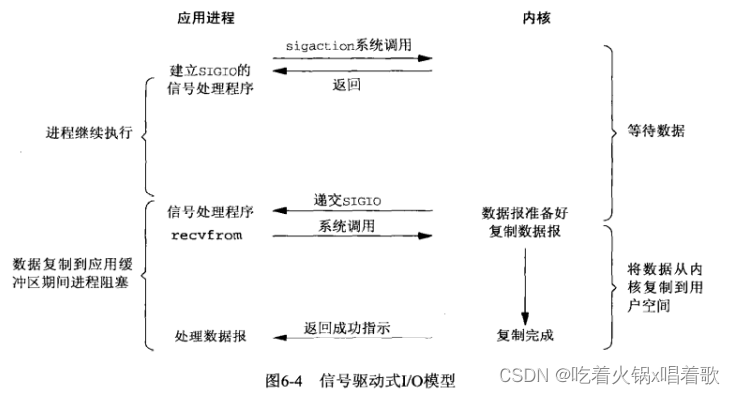 应用进程
内核
sigaction系统调用
建立SIGIO的
信号处理程序
返回
进程继续执行
等待数据
递交SIGIO
信号处理程序
数据报准备好
复制数据报
系统调用
recvfrom
数据复制到应用缓
冲区期间进程阻塞
将数据从内
核复制到用
户空间
返回成功指示
处理数据报
复制完成
图6-4 信号驱动式I/O模型
CSDN @吃着火锅x唱着歌